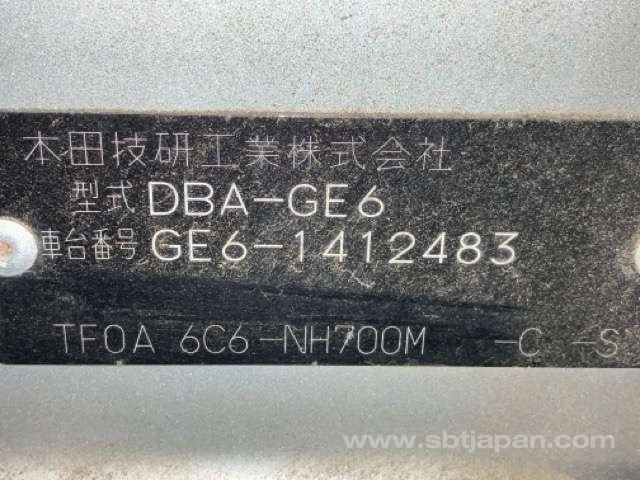 本田技研工業株式会社
型式 DBA-GE6
車台番号 GE6-1412483
TF0A 6C6-NH700M -C -S
www.sbtjapan.com